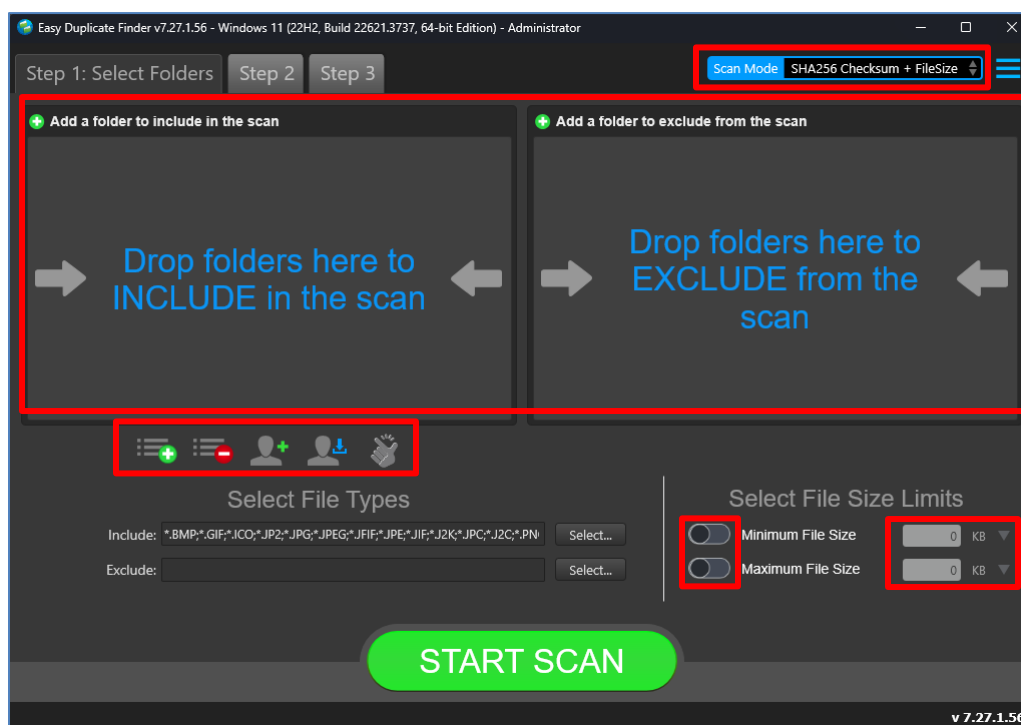 Easy Duplicate Finder v7.27.1.56 - Windows 11 (22H2, Build 22621.3737, 64-bit Edition) - Administrator
Step 1: Select Folders Step 2 Step 3 Scan Mode SHA256 Checksum + FileSize
Add a folder to include in the scan
Drop folders here to
INCLUDE in the scan
Add a folder to exclude from the scan
Drop folders here to
EXCLUDE from the
scan
Select File Types
Include: *.BMP;*.GIF;*.ICO;*.JP2;*.JPG;*.JPEG;*.JFIF;*.JPE;*.JIF;*.J2K;*.JPC;*.J2C;*.PN Select...
Exclude: Select...
Select File Size Limits
Minimum File Size 0 KB
Maximum File Size 0 KB
START SCAN
v 7.27.1.56